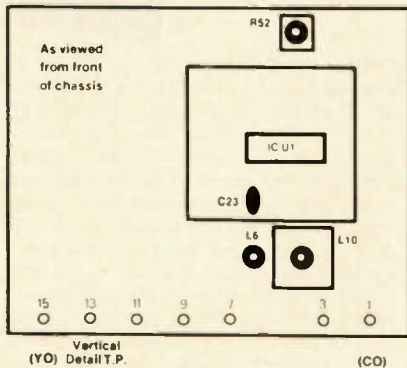 R52
As viewed
from front
of chassis
IC U1
C23
L6
L10
15 13 11 9 7 3 1
Vertical
(YO) Detail T.P. (CO)